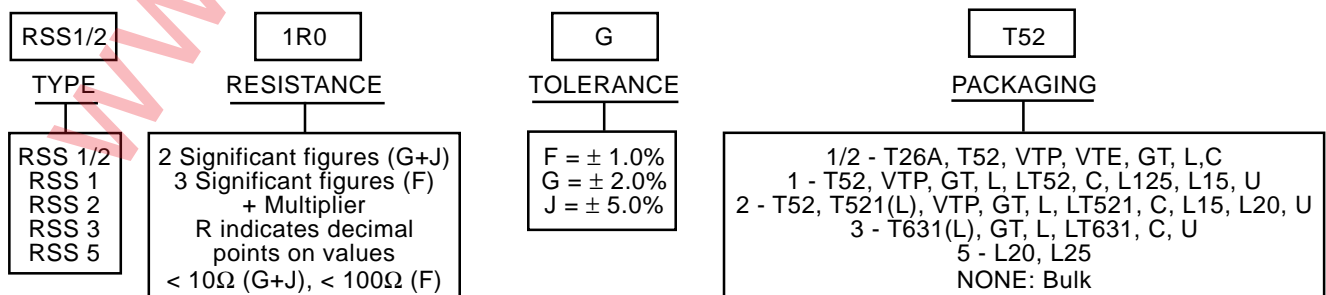 RSS1/2
1R0
G
T52
TYPE
RESISTANCE
TOLERANCE
PACKAGING
RSS 1/2
RSS 1
RSS 2
RSS 3
RSS 5
2 Significant figures (G+J)
3 Significant figures (F)
+ Multiplier
R indicates decimal
points on values
< 10Ω (G+J), < 100Ω (F)
F = ± 1.0%
G = ± 2.0%
J = ± 5.0%
1/2 - T26A, T52, VTP, VTE, GT, L,C
1 - T52, VTP, GT, L, LT52, C, L125, L15, U
2 - T52, T521(L), VTP, GT, L, LT521, C, L15, L20, U
3 - T631(L), GT, L, LT631, C, U
5 - L20, L25
NONE: Bulk